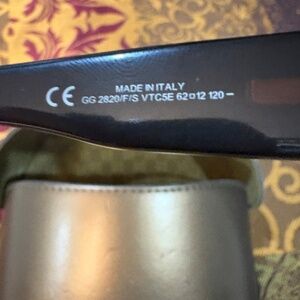 MADE IN ITALY
CE GG 2820/F/S VTC5E 62□12 120 –